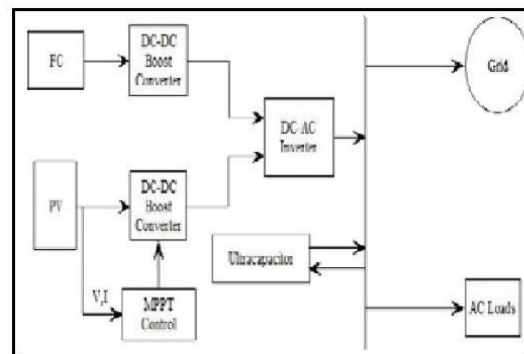 FC
DC-DC
Boost
Converter
DC-AC
Inverter
Grid
PV
DC-DC
Boost
Converter
Ultracapacitor
V,I
MPPT
Control
AC Loads